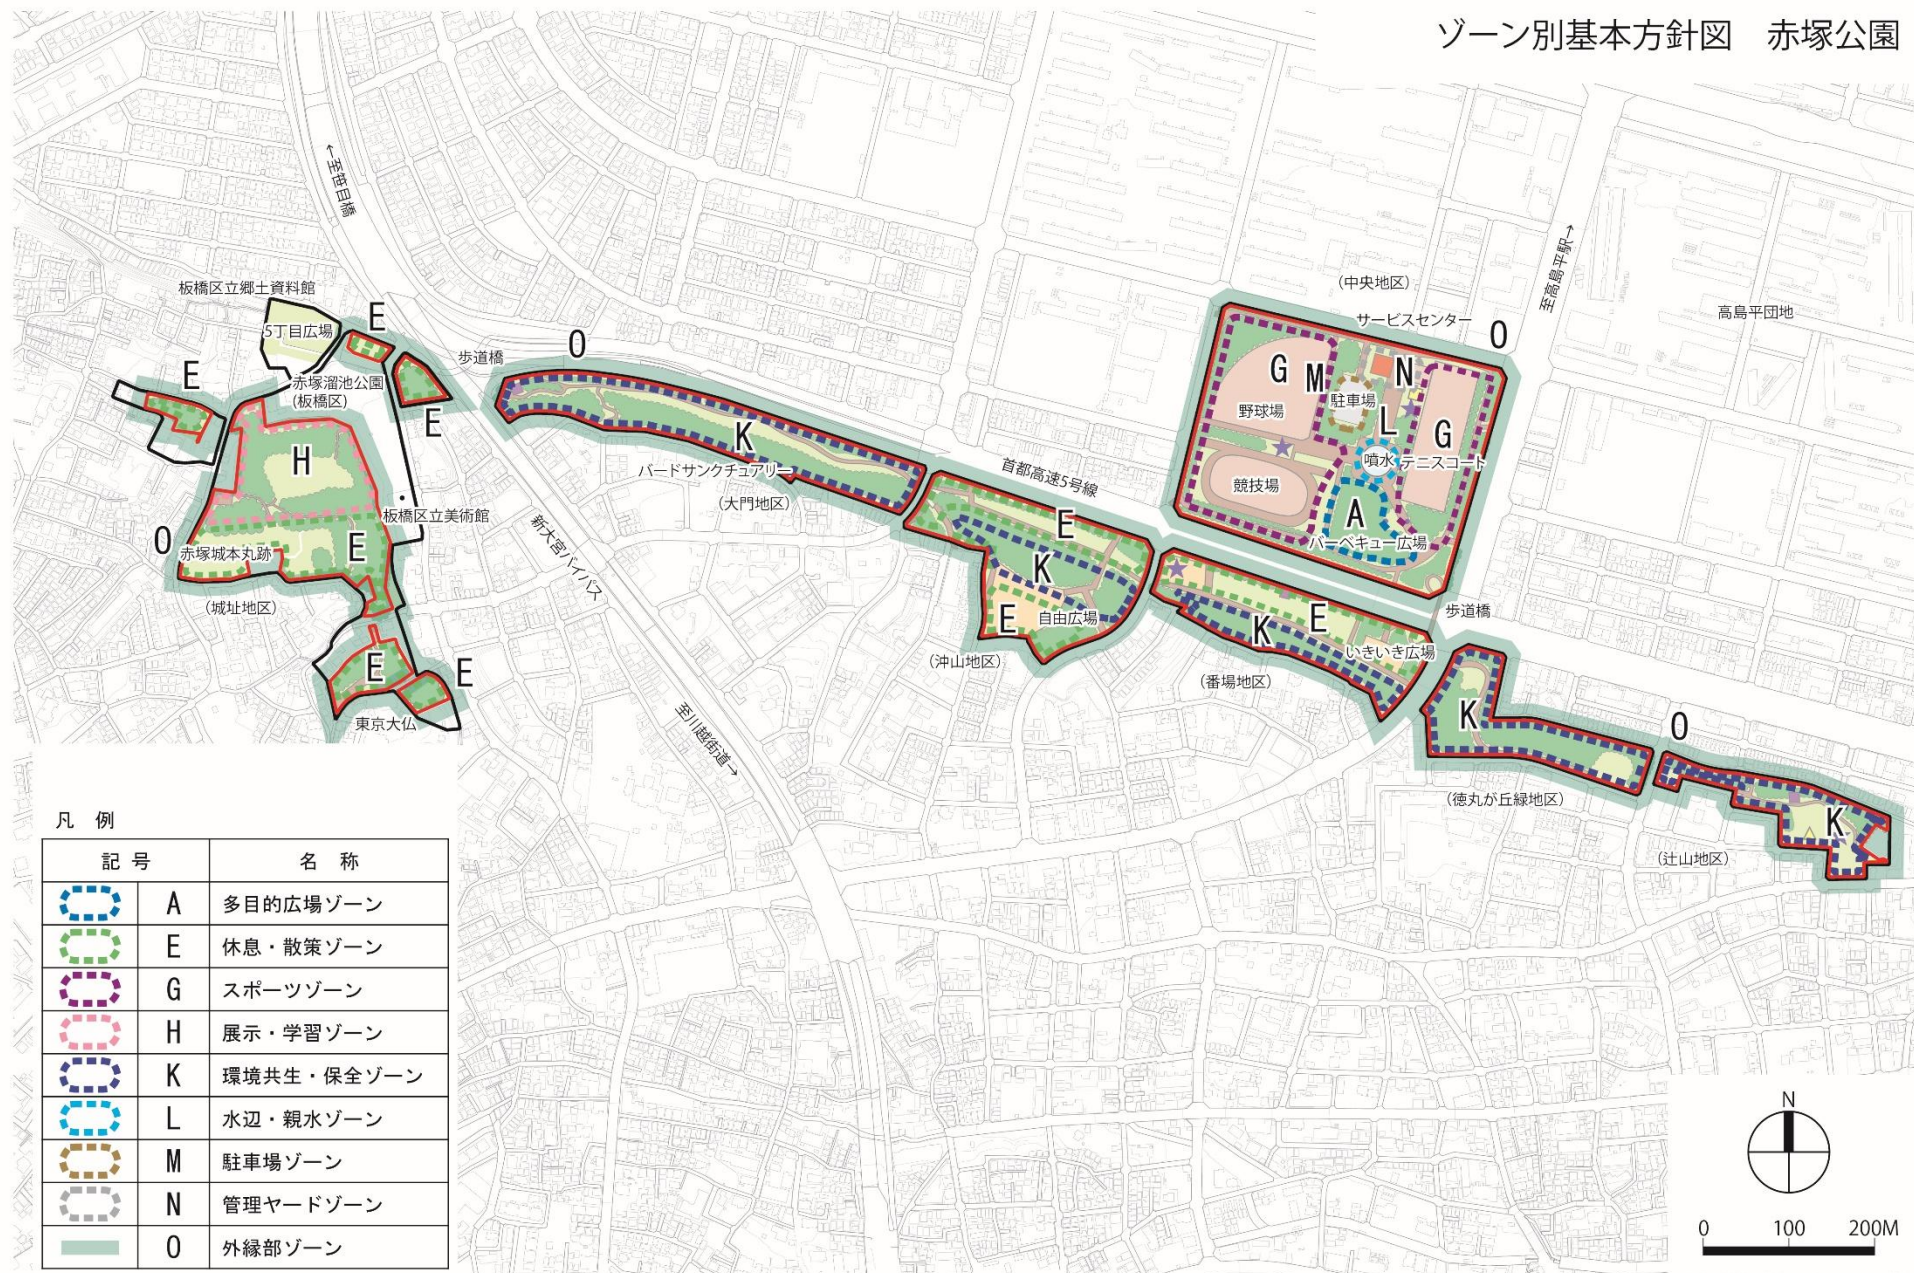 ゾーン別基本方針図　赤塚公園
←至笹目橋
至高島平駅→
(中央地区)
サービスセンター
高島平団地
O
板橋区立郷土資料館
5丁目広場
E
歩道橋
O
赤塚溜池公園
(板橋区)
E
E
G
M
N
駐車場
野球場
L
G
噴水
テニスコート
競技場
A
バーベキュー広場
H
K
バードサンクチュアリー
(大門地区)
首都高速5号線
板橋区立美術館
新大宮バイパス
O
赤塚城本丸跡
E
(城址地区)
E
K
E
自由広場
(沖山地区)
E
K
いきいき広場
(番場地区)
歩道橋
E
E
東京大仏
至川越街道→
K
(徳丸が丘緑地区)
O
K
(辻山地区)
凡 例
記 号 名 称
A 多目的広場ゾーン
E 休息・散策ゾーン
G スポーツゾーン
H 展示・学習ゾーン
K 環境共生・保全ゾーン
L 水辺・親水ゾーン
M 駐車場ゾーン
N 管理ヤードゾーン
O 外縁部ゾーン
N
0 100 200M